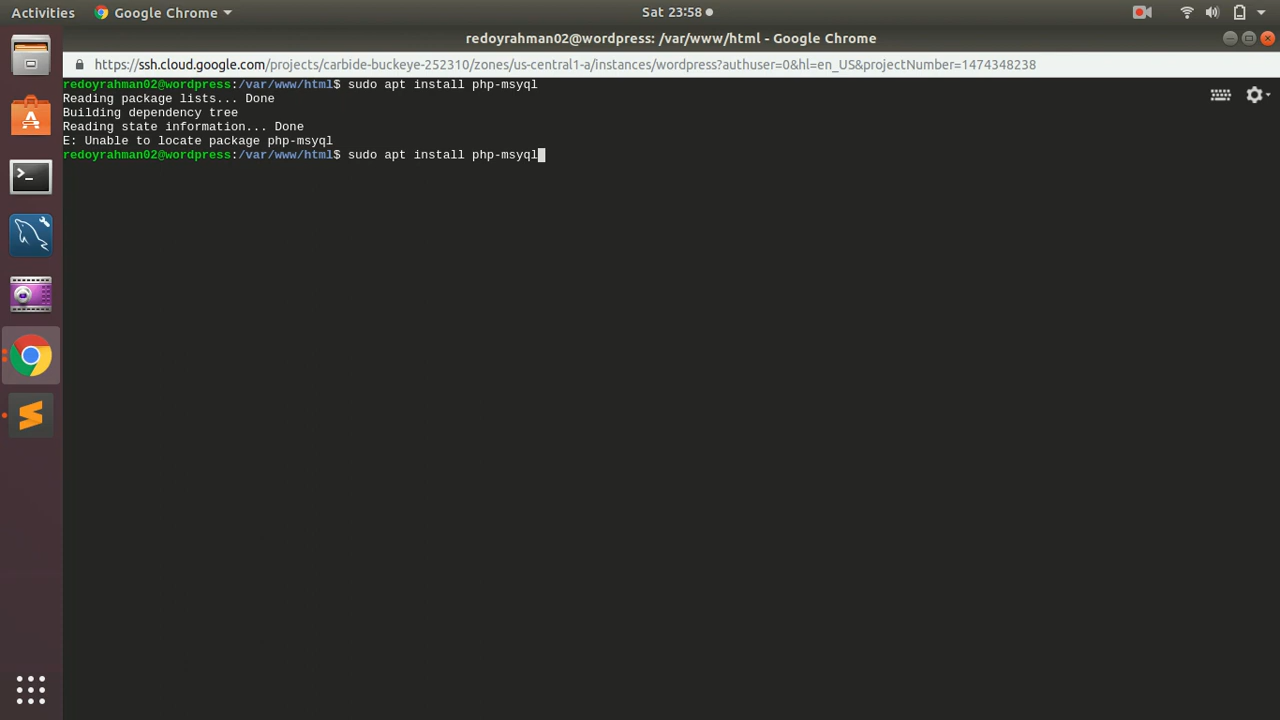 Activities
Google Chrome
Sat 23:58
redoyrahman02@wordpress: /var/www/html - Google Chrome
https://ssh.cloud.google.com/projects/carbide-buckeye-252310/zones/us-central1-a/instances/wordpress?authuser=0&hl=en_US&projectNumber=1474348238
redoyrahman02@wordpress:/var/www/html$ sudo apt install php-msyql
Reading package lists... Done
Building dependency tree
Reading state information... Done
E: Unable to locate package php-msyql
redoyrahman02@wordpress:/var/www/html$ sudo apt install php-msyql